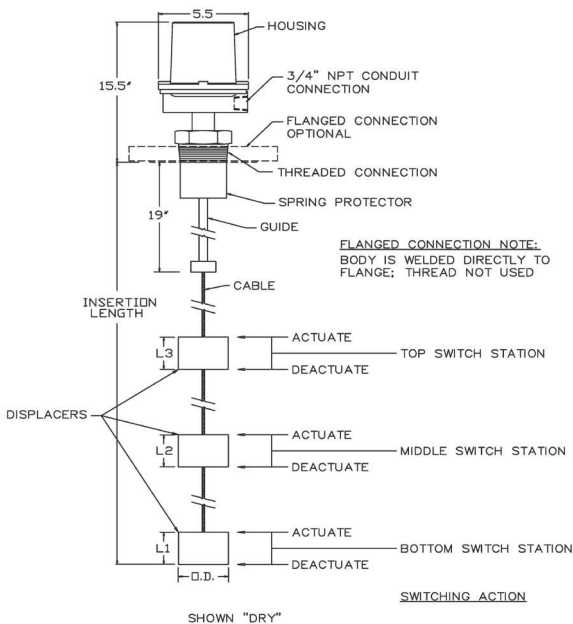 5.5
HOUSING
15.5"
3/4" NPT CONDUIT
CONNECTION
FLANGED CONNECTION
OPTIONAL
THREADED CONNECTION
SPRING PROTECTOR
19"
GUIDE
FLANGED CONNECTION NOTE:
BODY IS WELDED DIRECTLY TO
FLANGE; THREAD NOT USED
CABLE
INSERTION
LENGTH
ACTUATE
L3
TOP SWITCH STATION
DEACTUATE
DISPLACERS
ACTUATE
L2
MIDDLE SWITCH STATION
DEACTUATE
ACTUATE
L1
BOTTOM SWITCH STATION
DEACTUATE
O.D.
SWITCHING ACTION
SHOWN "DRY"